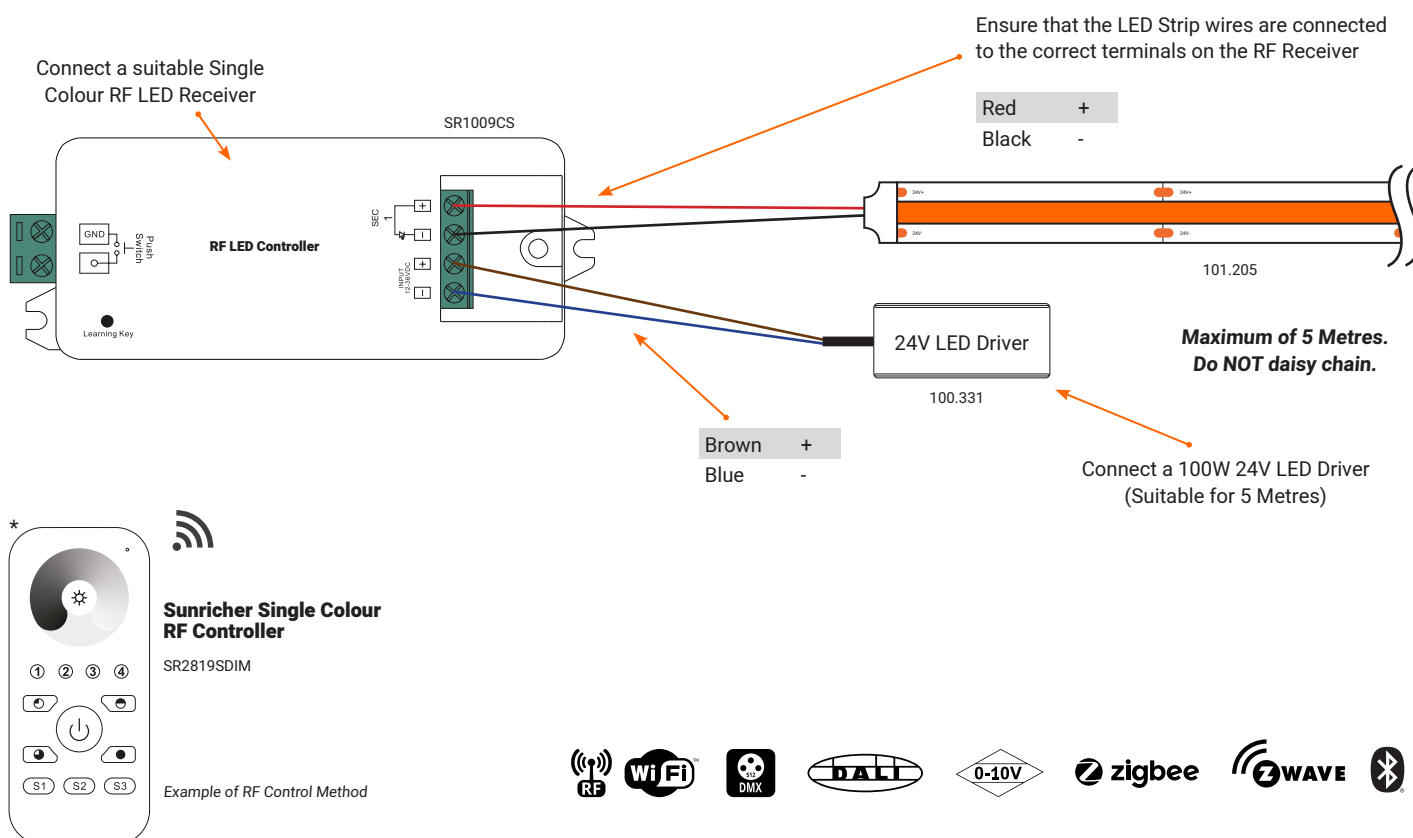 Ensure that the LED Strip wires are connected
to the correct terminals on the RF Receiver
Connect a suitable Single
Colour RF LED Receiver
SR1009CS
Red +
Black -
SEC
1
+
-
+
-
INPUT
12-36VDC
GND
Push
Switch
RF LED Controller
Learning Key
24V+
24V+
24V-
24V-
101.205
24V LED Driver
100.331
Maximum of 5 Metres.
Do NOT daisy chain.
Brown +
Blue -
Connect a 100W 24V LED Driver
(Suitable for 5 Metres)
*
Sunricher Single Colour
RF Controller
SR2819SDIM
1 2 3 4
S1 S2 S3
Example of RF Control Method
RF
WiFi™
512
DMX
DALI
0-10V
zigbee
Z WAVE